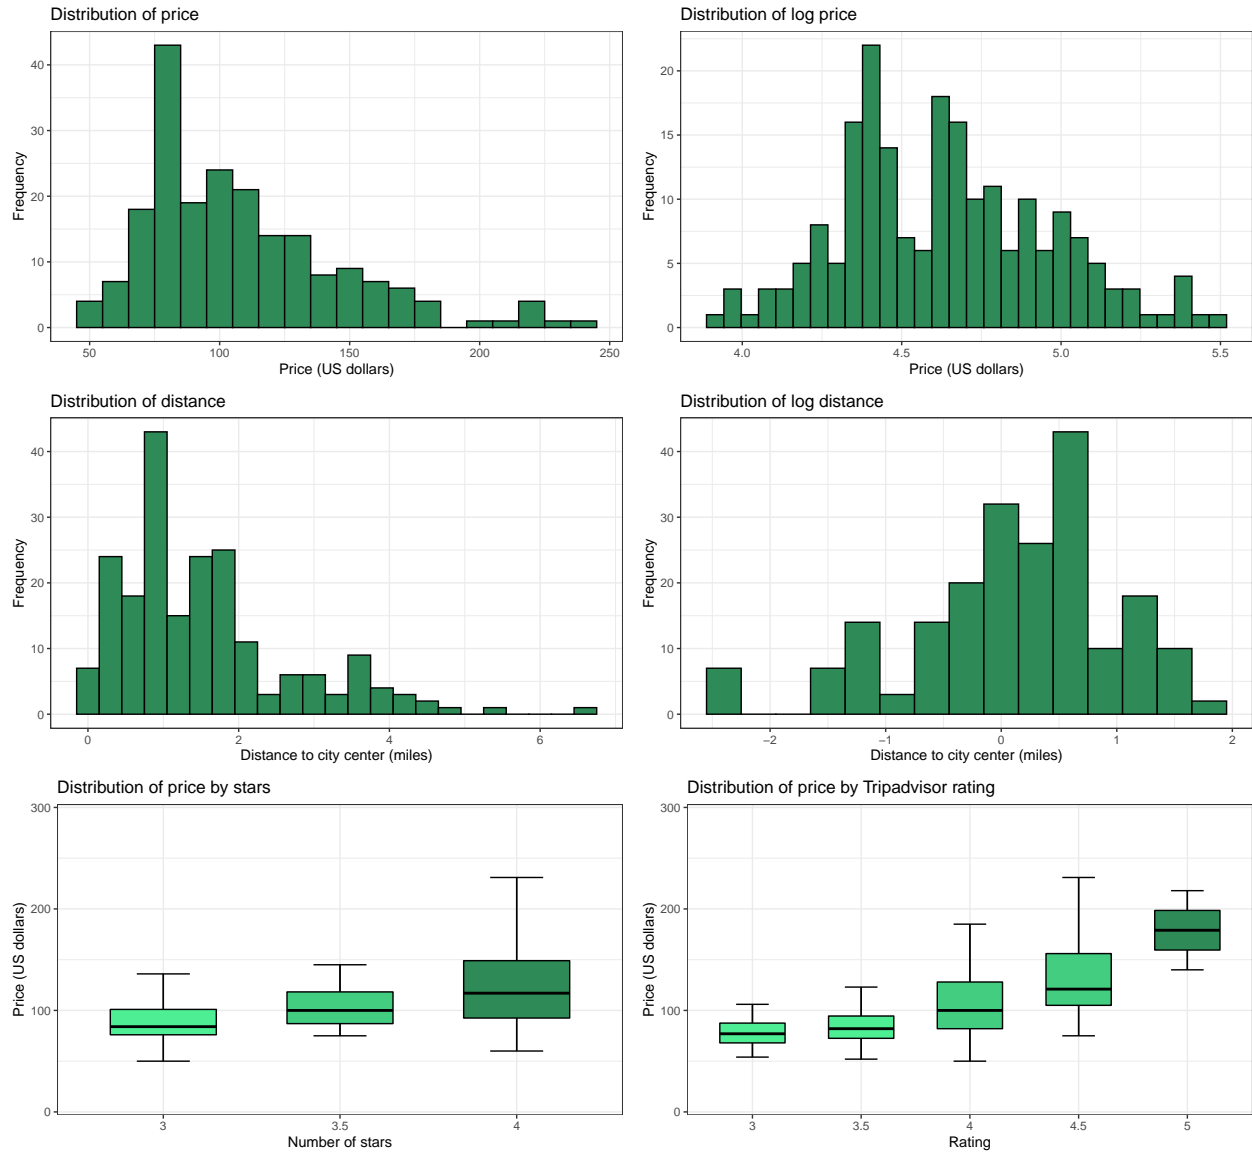 Distribution of price
40
30
20
10
0
Frequency
50 100 150 200 250
Price (US dollars)
Distribution of log price
20
15
10
5
0
Frequency
4.0 4.5 5.0 5.5
Price (US dollars)
Distribution of distance
40
30
20
10
0
Frequency
0 2 4 6
Distance to city center (miles)
Distribution of log distance
40
30
20
10
0
Frequency
−2 −1 0 1 2
Distance to city center (miles)
Distribution of price by stars
300
200
100
0
Price (US dollars)
3 3.5 4
Number of stars
Distribution of price by Tripadvisor rating
300
200
100
0
Price (US dollars)
3 3.5 4 4.5 5
Rating